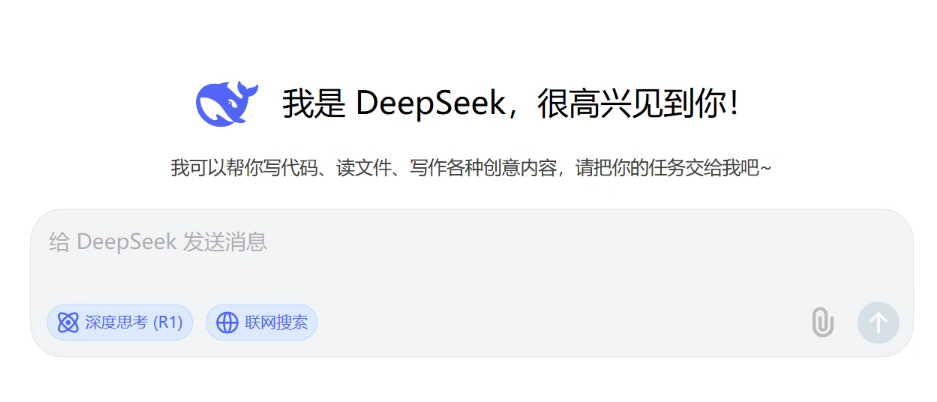 我是 DeepSeek，很高兴见到你！
我可以帮你写代码、读文件、写作各种创意内容，请把你的任务交给我吧~
给 DeepSeek 发送消息
深度思考 (R1) 联网搜索